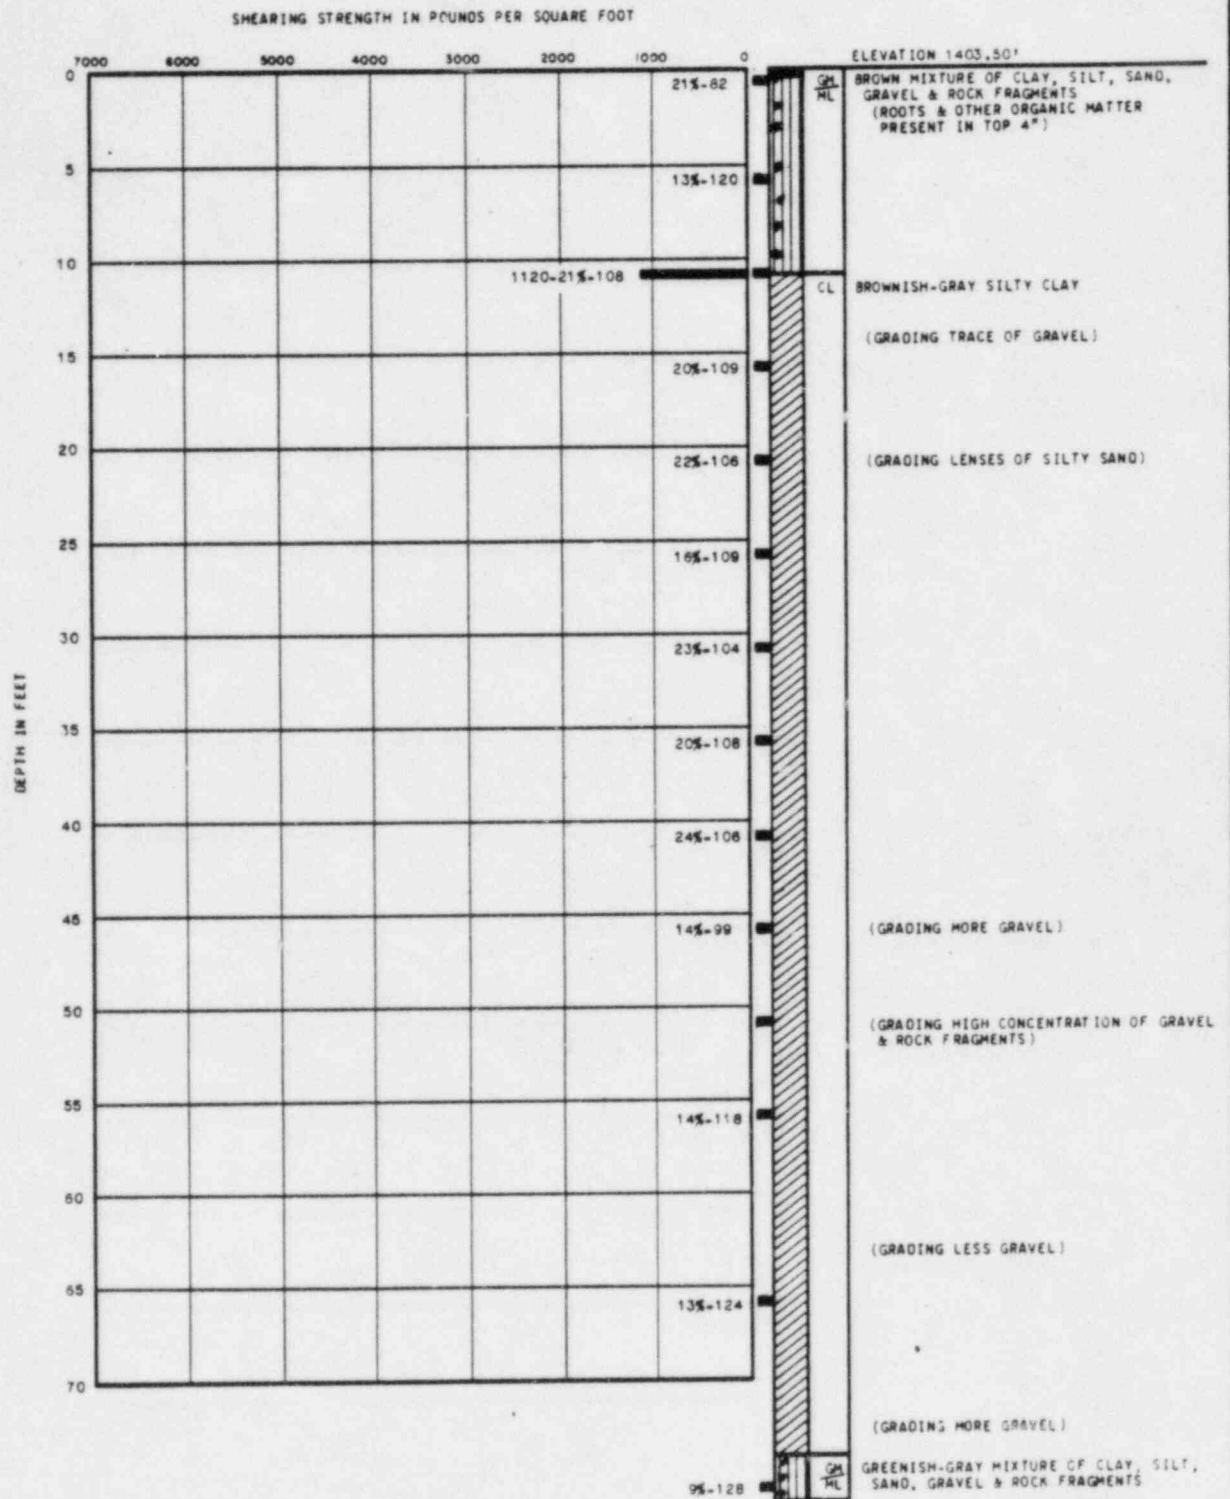 SHEARING STRENGTH IN POUNDS PER SQUARE FOOT
7000 6000 5000 4000 3000 2000 1000 0
ELEVATION 1403.50'
0
21%-82
GM
ML
BROWN MIXTURE OF CLAY, SILT, SAND,
GRAVEL & ROCK FRAGMENTS
(ROOTS & OTHER ORGANIC MATTER
PRESENT IN TOP 4")
5
13%-120
10
1120-21%-108
CL
BROWNISH-GRAY SILTY CLAY
(GRADING TRACE OF GRAVEL)
15
20%-109
20
22%-106
(GRADING LENSES OF SILTY SAND)
25
16%-109
30
23%-104
DEPTH IN FEET
35
20%-108
40
24%-106
45
14%-99
(GRADING MORE GRAVEL)
50
(GRADING HIGH CONCENTRATION OF GRAVEL
& ROCK FRAGMENTS)
55
14%-118
60
(GRADING LESS GRAVEL)
65
13%-124
70
(GRADING MORE GRAVEL)
GM
ML
GREENISH-GRAY MIXTURE OF CLAY, SILT,
SAND, GRAVEL & ROCK FRAGMENTS
9%-128